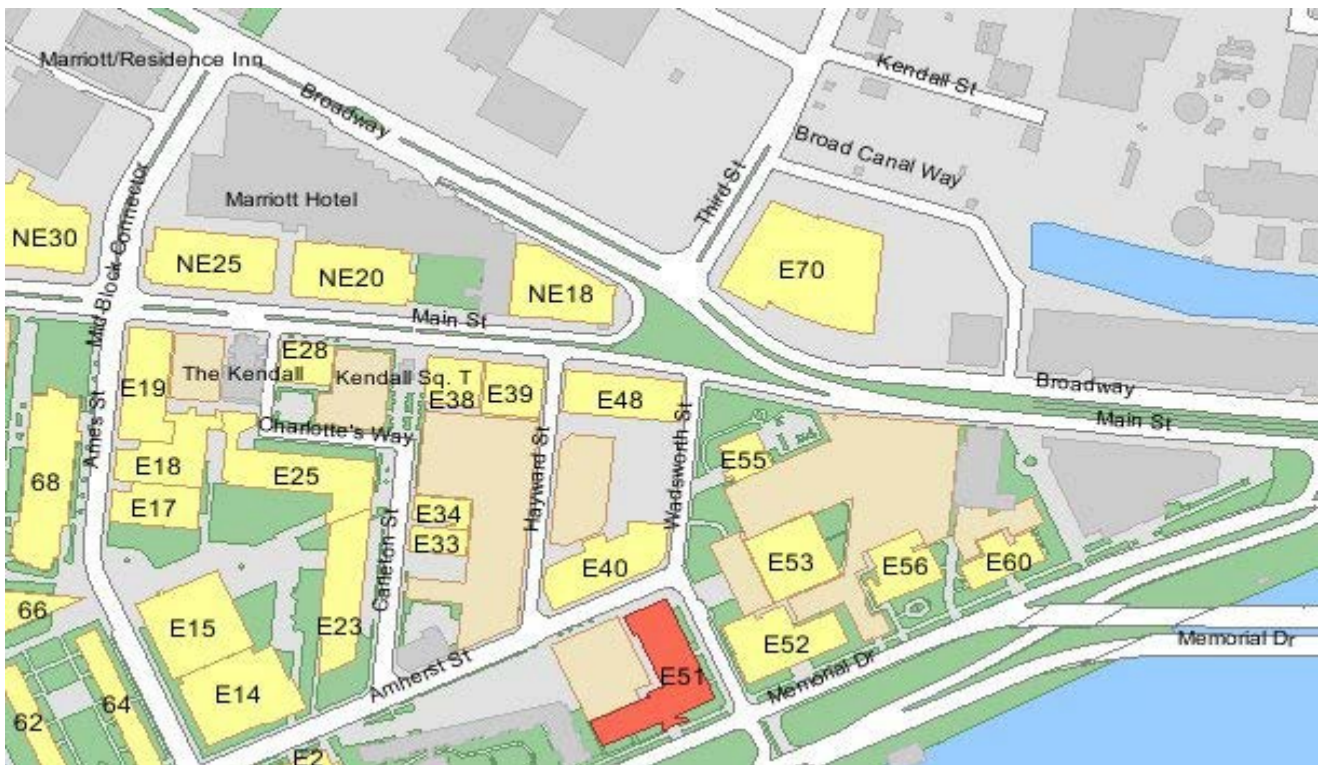 Marriott/Residence Inn
Kendall St
Broadway
Broad Canal Way
Mid Block Connector
Third St
Marriott Hotel
NE30
NE25
NE20
NE18
E70
Main St
E28
The Kendall
Kendall Sq. T
E19
E38
E39
E48
Broadway
Main St
Charlotte's Way
Ames St
Hayward St
Wadsworth St
E55
68
E18
E25
E17
E34
E33
Carleton St
E40
E53
E56
E60
66
E15
E23
E52
Memorial Dr
Memorial Dr
Amherst St
E51
E14
64
62
E2